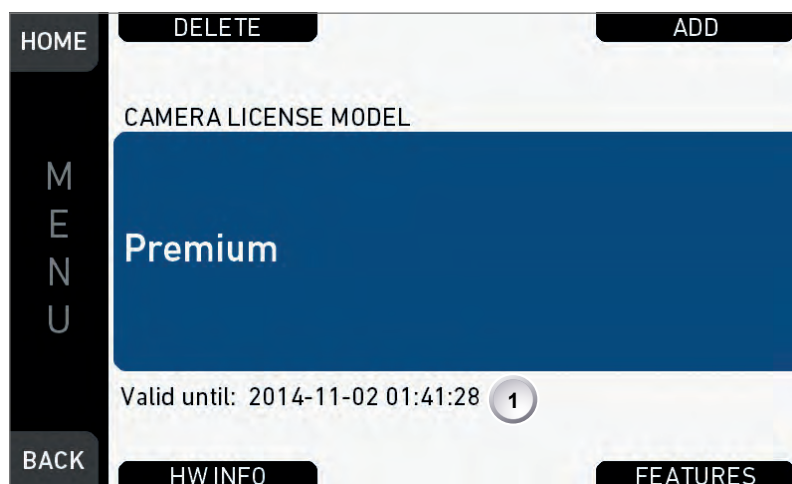 HOME
DELETE
ADD
CAMERA LICENSE MODEL
MENU
Premium
Valid until: 2014-11-02 01:41:28
1
BACK
HW INFO
FEATURES